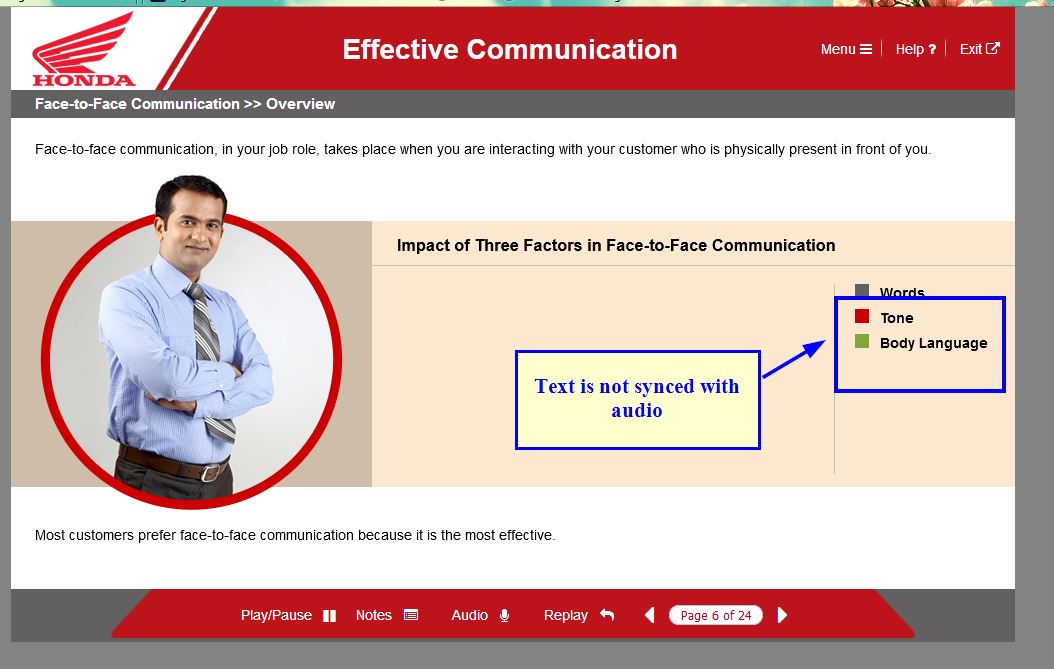 HONDA
Effective Communication
Menu
Help ?
Exit
Face-to-Face Communication >> Overview
Face-to-face communication, in your job role, takes place when you are interacting with your customer who is physically present in front of you.
Impact of Three Factors in Face-to-Face Communication
Words
Tone
Body Language
Text is not synced with
audio
Most customers prefer face-to-face communication because it is the most effective.
Play/Pause
Notes
Audio
Replay
Page 6 of 24